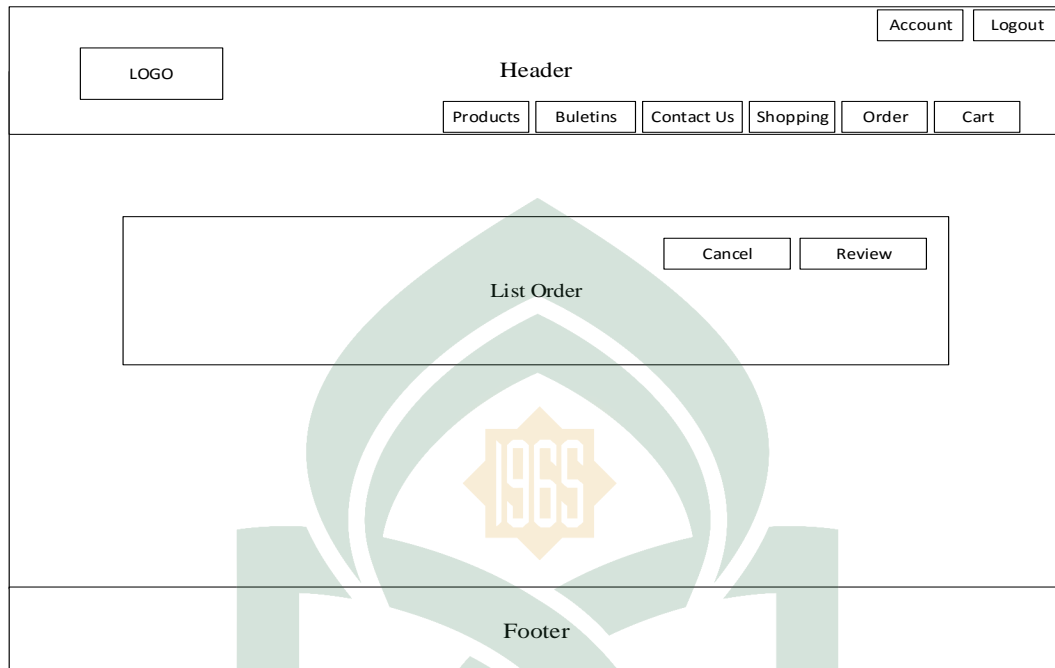 Account Logout
LOGO
Header
Products Buletins Contact Us Shopping Order Cart
Cancel Review
List Order
1965
Footer